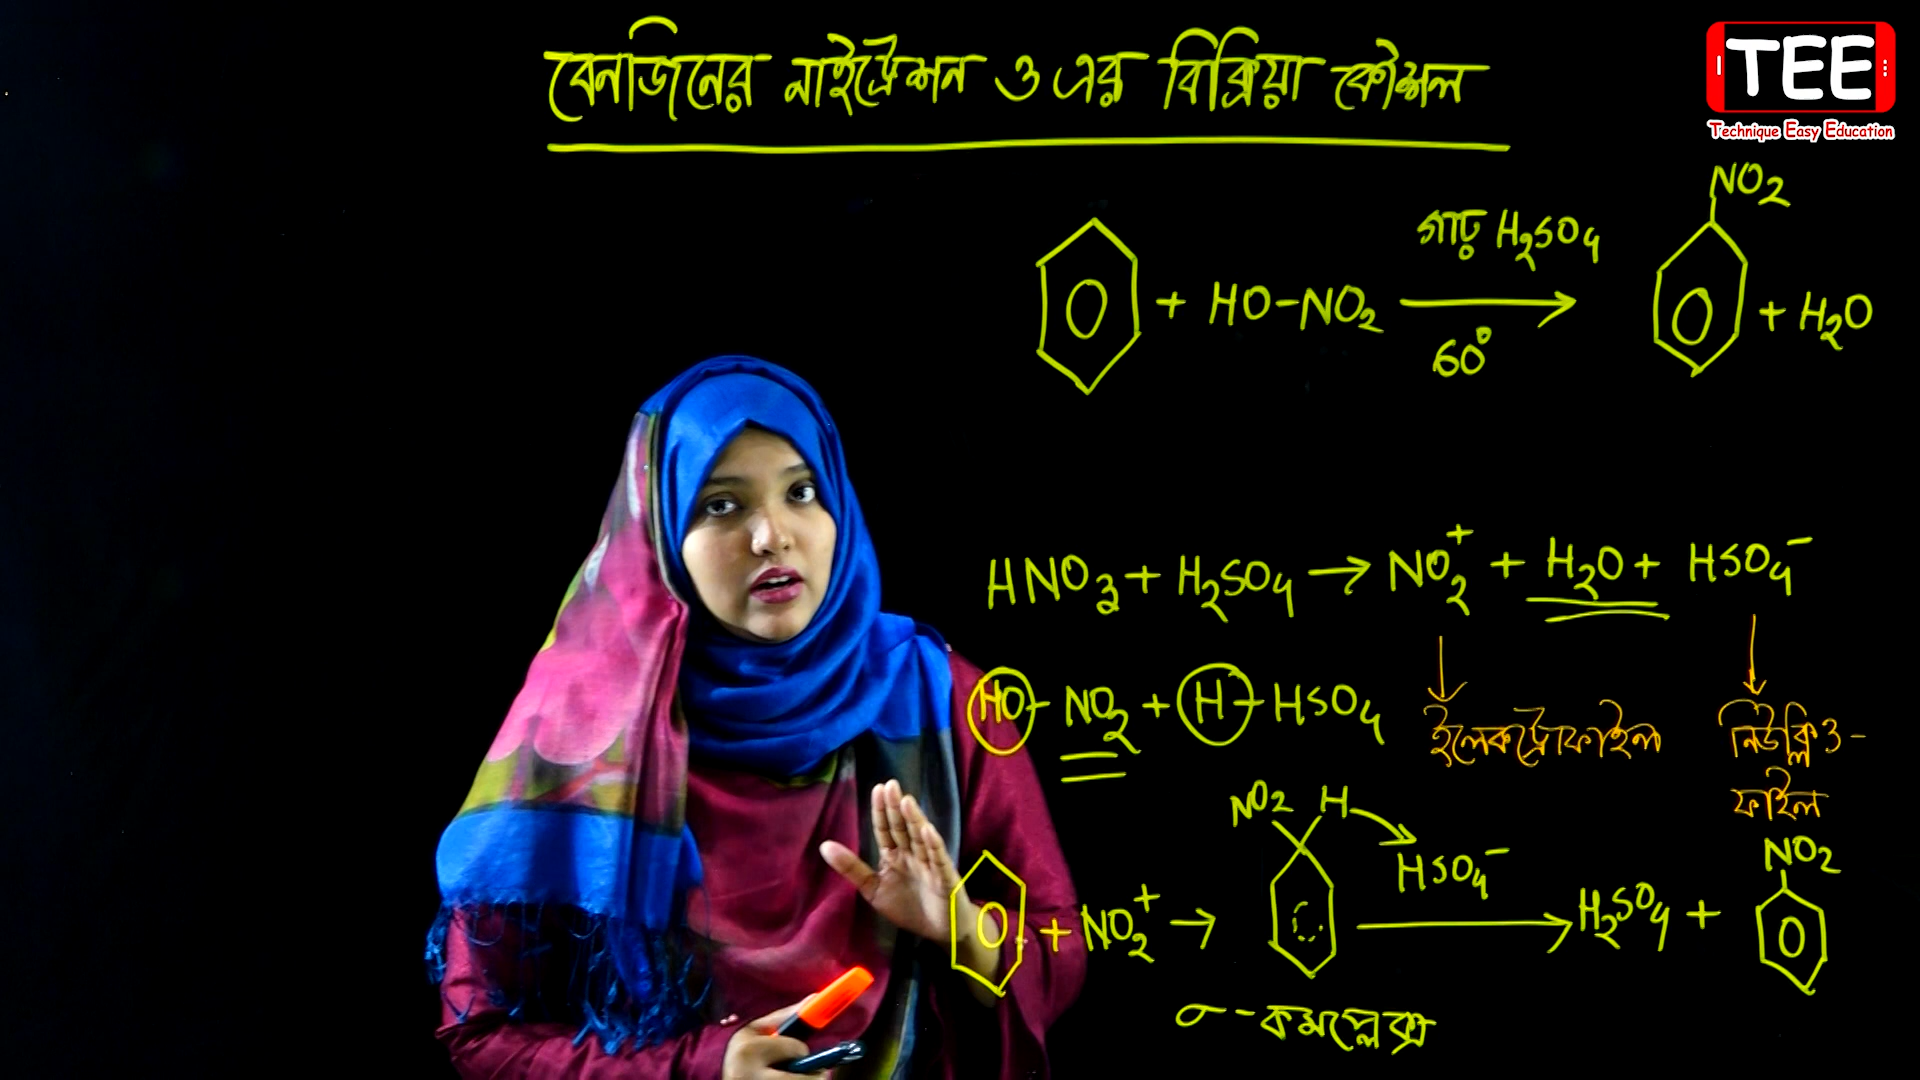 বেনজিনের নাইট্রেশন ও এর বিক্রিয়া কৌশল
TEE
Technique Easy Education
+ HO-NO2 গাঢ় H2SO4 60° NO2 + H2O
HNO3 + H2SO4 → NO2+ + H2O + HSO4-
HO-NO2 + H-HSO4
ইলেকট্রোফাইল
নিউক্লিও-
ফাইল
+ NO2+ → NO2 H HSO4- → H2SO4 + NO2
σ-কমপ্লেক্স